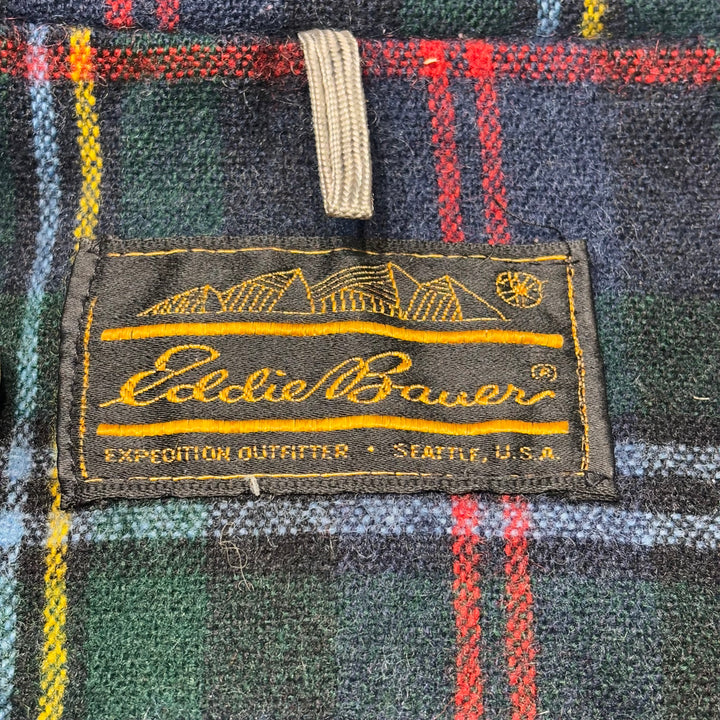 Eddie Bauer®
EXPEDITION OUTFITTER • SEATTLE, U.S.A.